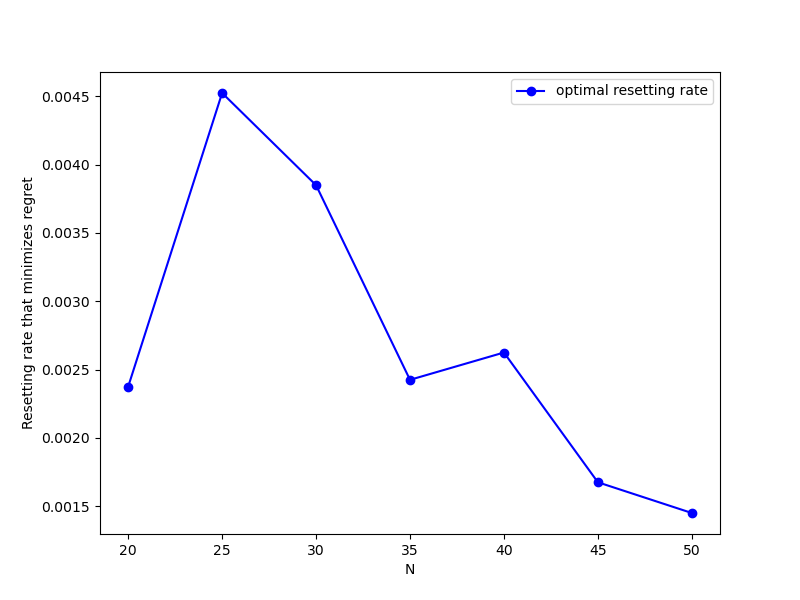 optimal resetting rate
Resetting rate that minimizes regret
0.0045
0.0040
0.0035
0.0030
0.0025
0.0020
0.0015
20 25 30 35 40 45 50
N